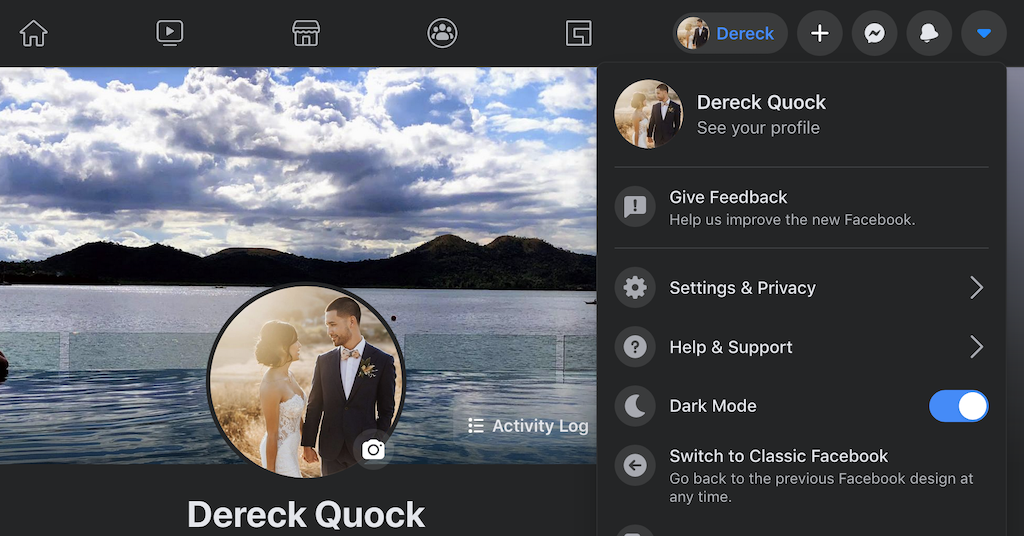 Dereck
Dereck Quock
See your profile
Give Feedback
Help us improve the new Facebook.
Settings & Privacy
Help & Support
Dark Mode
Switch to Classic Facebook
Go back to the previous Facebook design at
any time.
Activity Log
Dereck Quock